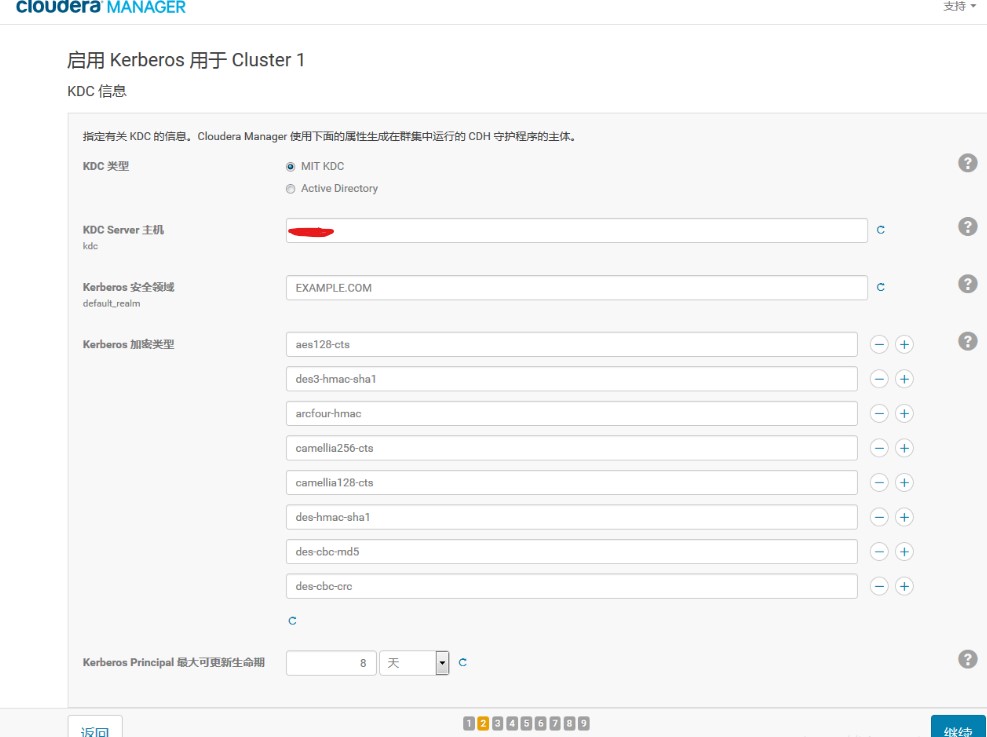 cloudera MANAGER
支持
启用 Kerberos 用于 Cluster 1
KDC 信息
指定有关 KDC 的信息。Cloudera Manager 使用下面的属性生成在群集中运行的 CDH 守护程序的主体。
KDC 类型
MIT KDC
Active Directory
?
KDC Server 主机
kdc
?
Kerberos 安全领域
default_realm
EXAMPLE.COM
?
Kerberos 加密类型
aes128-cts
?
des3-hmac-sha1
arcfour-hmac
camellia256-cts
camellia128-cts
des-hmac-sha1
des-cbc-md5
des-cbc-crc
Kerberos Principal 最大可更新生命期
8 天
?
返回
1 2 3 4 5 6 7 8 9
继续